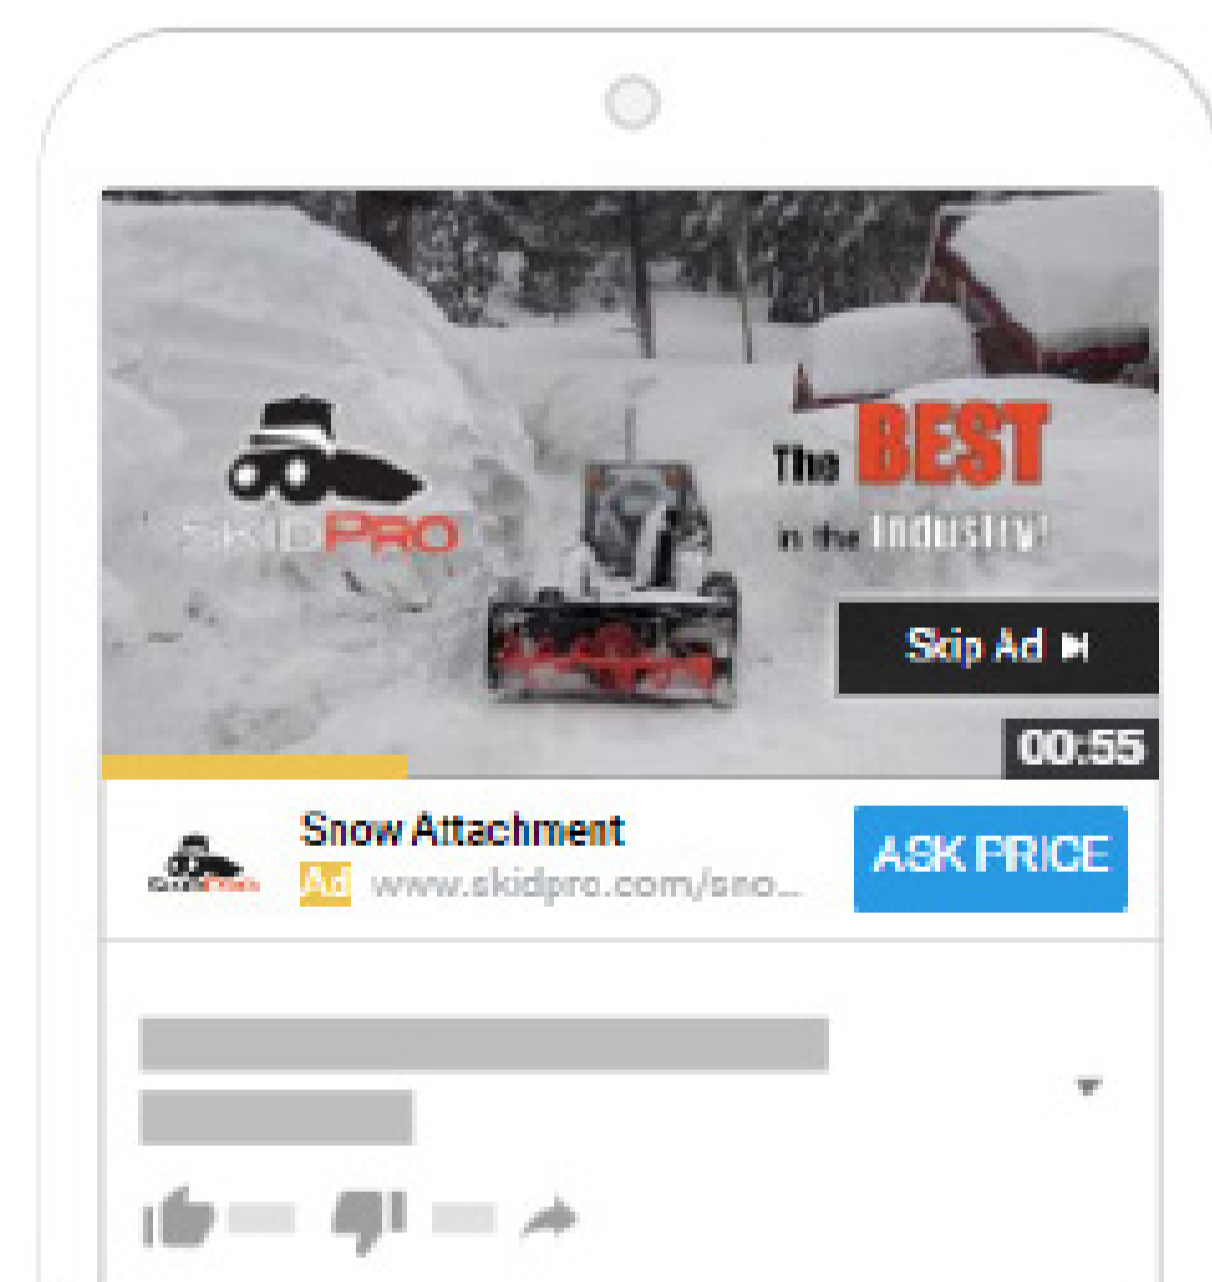 SKIDPRO
The BEST
in the Industry!
Skip Ad
00:55
Snow Attachment
Ad www.skidpro.com/sno...
ASK PRICE
SKIDPRO